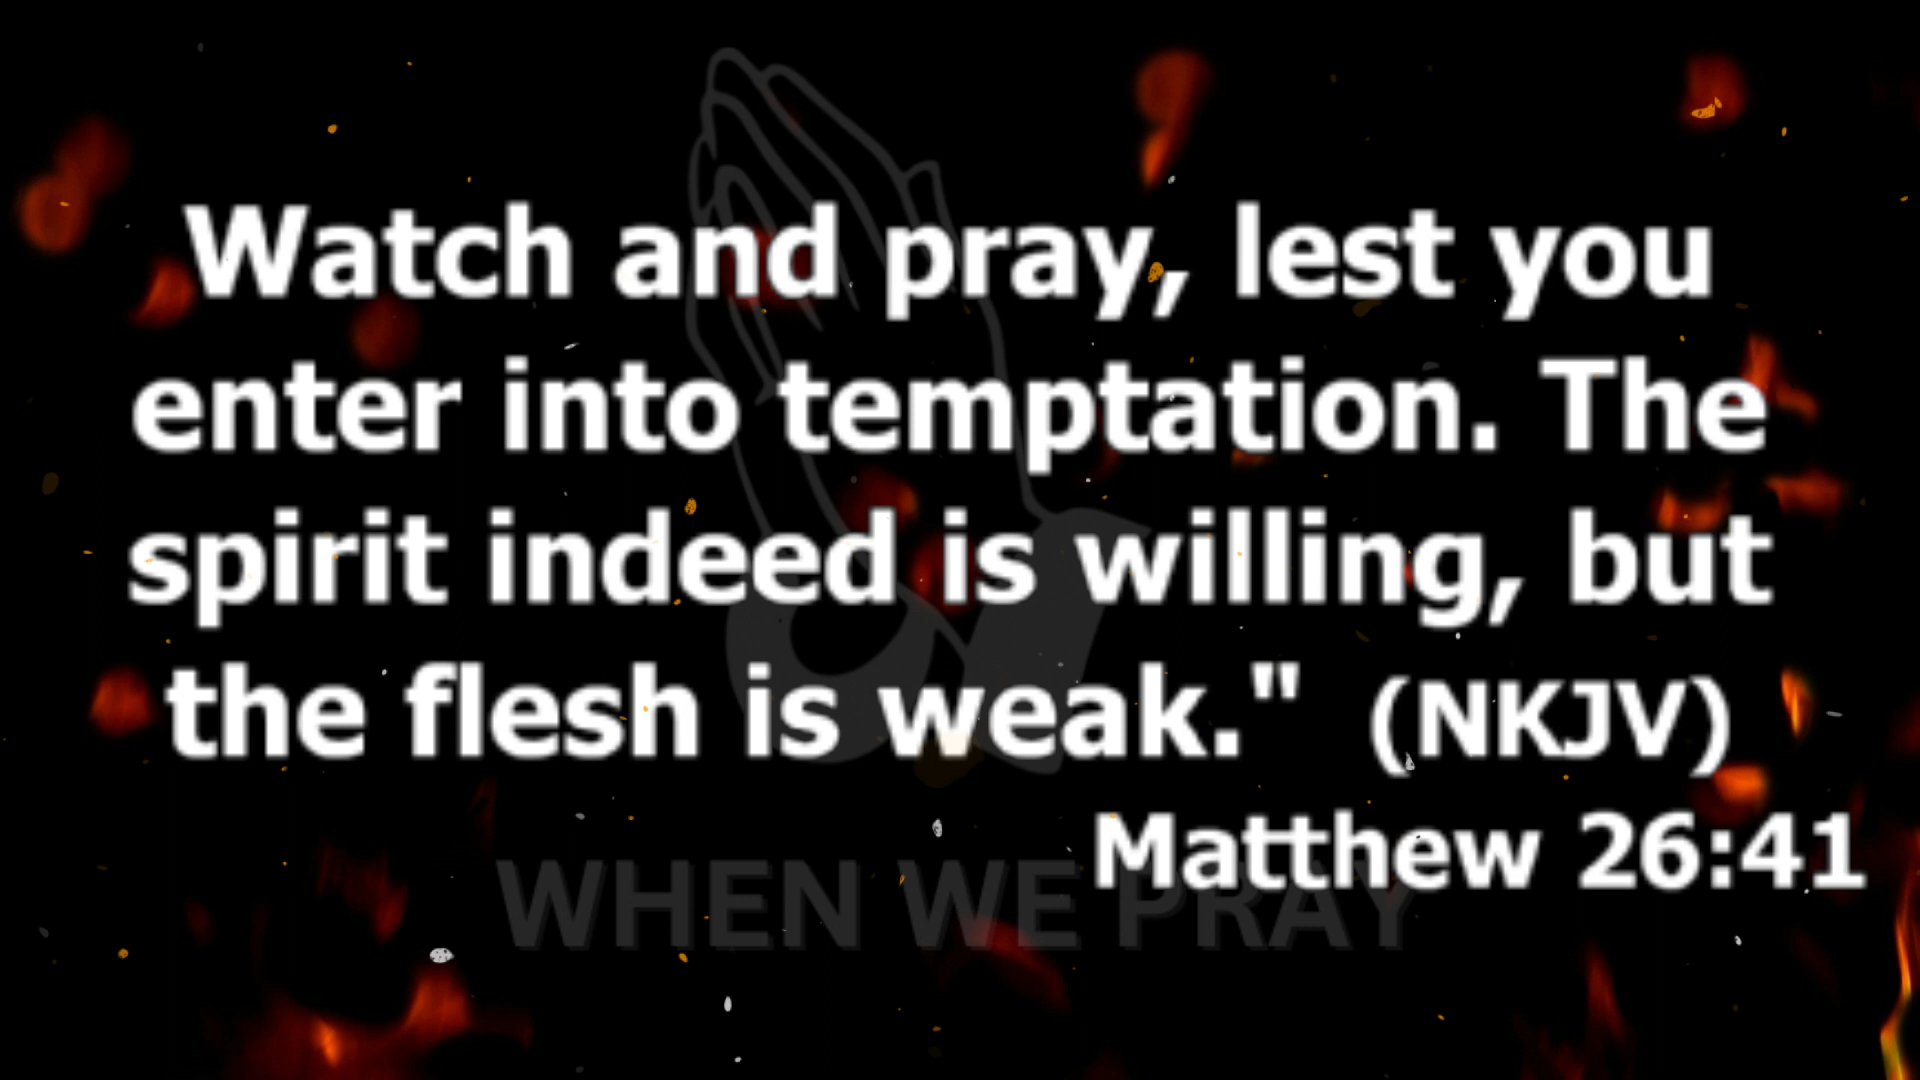 Watch and pray, lest you
enter into temptation. The
spirit indeed is willing, but
the flesh is weak." (NKJV)
Matthew 26:41
WHEN WE PRAY